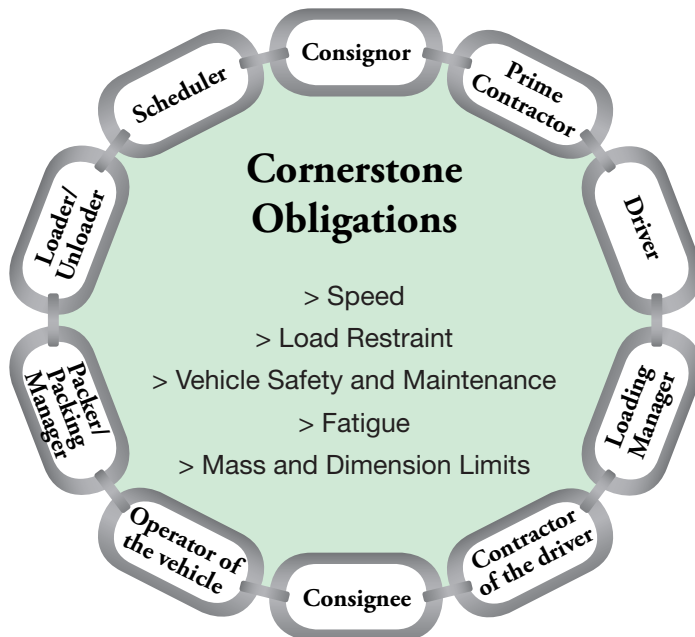 Consignor
Prime
Contractor
Driver
Loading
Manager
Contractor
of the driver
Consignee
Operator of
the vehicle
Packer/
Packing
Manager
Loader/
Unloader
Scheduler
Cornerstone
Obligations
> Speed
> Load Restraint
> Vehicle Safety and Maintenance
> Fatigue
> Mass and Dimension Limits